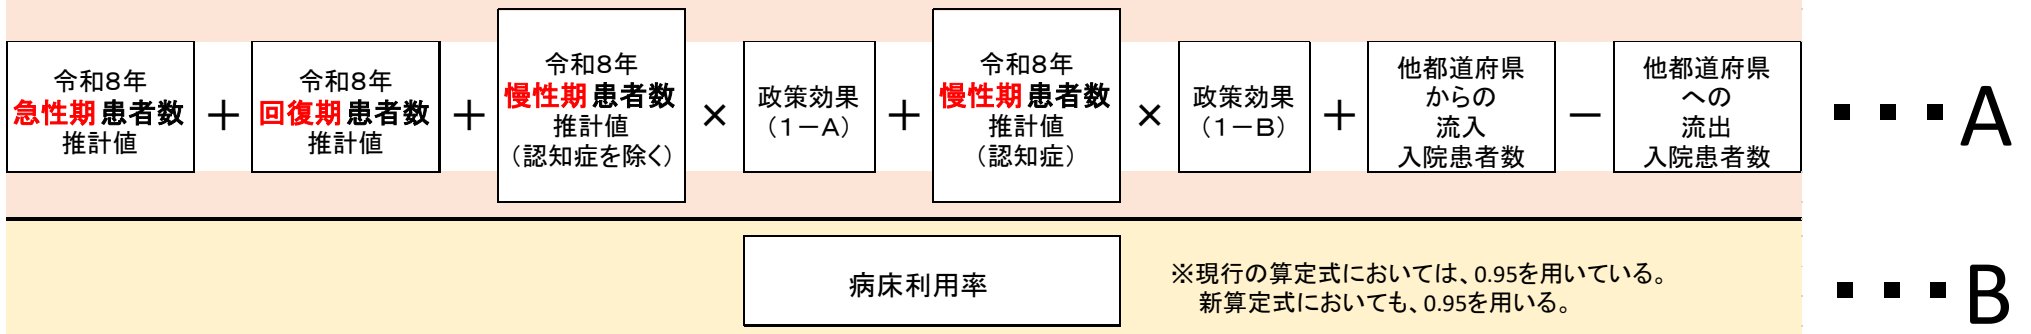 令和8年
急性期患者数
推計値
＋
令和8年
回復期患者数
推計値
＋
令和8年
慢性期患者数
推計値
（認知症を除く）
×
政策効果
（１－A）
＋
令和8年
慢性期患者数
推計値
（認知症）
×
政策効果
（１－B）
＋
他都道府県
からの
流入
入院患者数
－
他都道府県
への
流出
入院患者数
･･･A
病床利用率
※現行の算定式においては、0.95を用いている。
新算定式においても、0.95を用いる。
･･･B